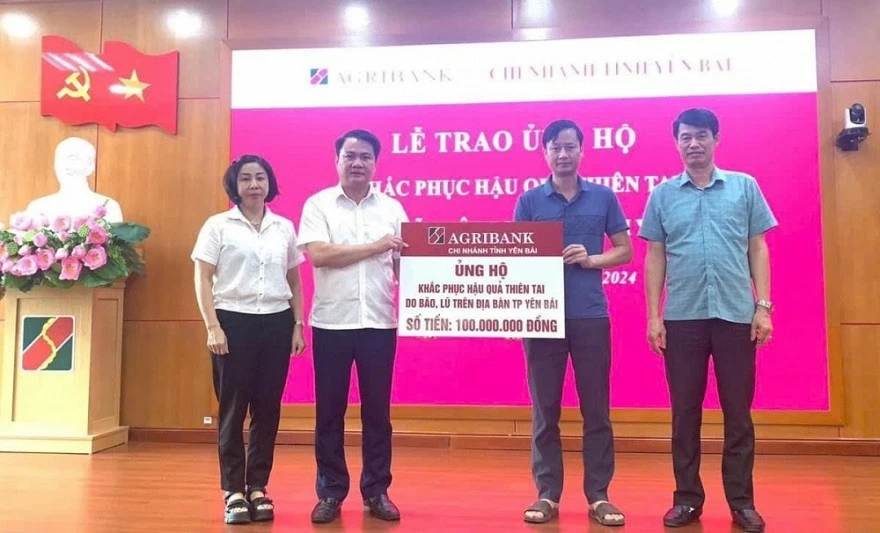 AGRIBANK CHI NHÁNH TỈNH YÊN BÁI
LỄ TRAO ỦNG HỘ
KHẮC PHỤC HẬU QUẢ THIÊN TAI
2024
AGRIBANK
CHI NHÁNH TỈNH YÊN BÁI
ỦNG HỘ
KHẮC PHỤC HẬU QUẢ THIÊN TAI
DO BÃO, LŨ TRÊN ĐỊA BÀN TP YÊN BÁI
SỐ TIỀN: 100.000.000 ĐỒNG